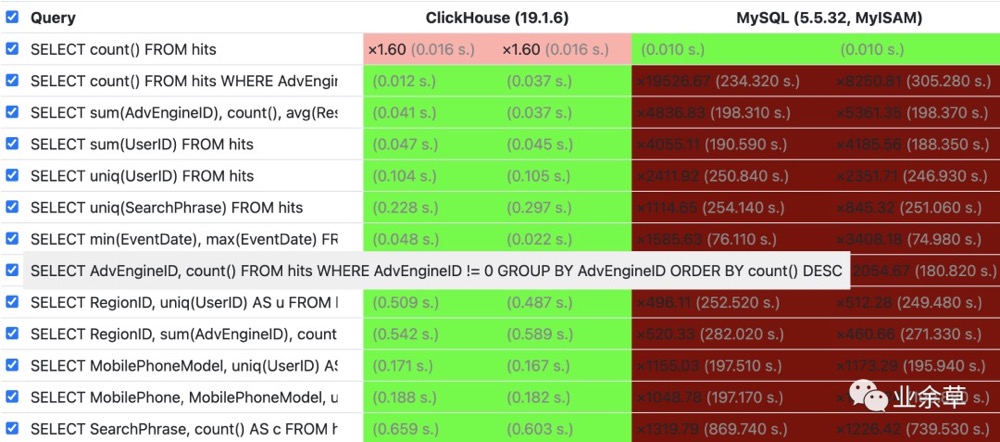 Query ClickHouse (19.1.6) MySQL (5.5.32, MyISAM)
SELECT count() FROM hits ×1.60 (0.016 s.) ×1.60 (0.016 s.) (0.010 s.) (0.010 s.)
SELECT count() FROM hits WHERE AdvEngin (0.012 s.) (0.037 s.) ×19526.67 (234.320 s.) ×8250.81 (305.280 s.)
SELECT sum(AdvEngineID), count(), avg(Res (0.041 s.) (0.037 s.) ×4836.83 (198.310 s.) ×5361.35 (198.370 s.)
SELECT sum(UserID) FROM hits (0.047 s.) (0.045 s.) ×4055.11 (190.590 s.) ×4185.56 (188.350 s.)
SELECT uniq(UserID) FROM hits (0.104 s.) (0.105 s.) ×2411.92 (250.840 s.) ×2351.71 (246.930 s.)
SELECT uniq(SearchPhrase) FROM hits (0.228 s.) (0.297 s.) ×1114.65 (254.140 s.) ×845.32 (251.060 s.)
SELECT min(EventDate), max(EventDate) FR (0.048 s.) (0.022 s.) ×1585.63 (76.110 s.) ×3408.18 (74.980 s.)
SELECT AdvEngineID, count() FROM hits WHERE AdvEngineID != 0 GROUP BY AdvEngineID ORDER BY count() DESC 2054.67 (180.820 s.)
SELECT RegionID, uniq(UserID) AS u FROM (0.509 s.) (0.487 s.) ×496.11 (252.520 s.) ×512.28 (249.480 s.)
SELECT RegionID, sum(AdvEngineID), count (0.542 s.) (0.589 s.) ×520.33 (282.020 s.) ×460.66 (271.330 s.)
SELECT MobilePhoneModel, uniq(UserID) AS (0.171 s.) (0.167 s.) ×1155.03 (197.510 s.) ×1173.29 (195.940 s.)
SELECT MobilePhone, MobilePhoneModel, u (0.188 s.) (0.182 s.) ×1048.78 (197.170 s.) 业余草
SELECT SearchPhrase, count() AS c FROM h (0.659 s.) (0.603 s.) ×1319.79 (869.740 s.) ×1226.42 (739.530 s.)